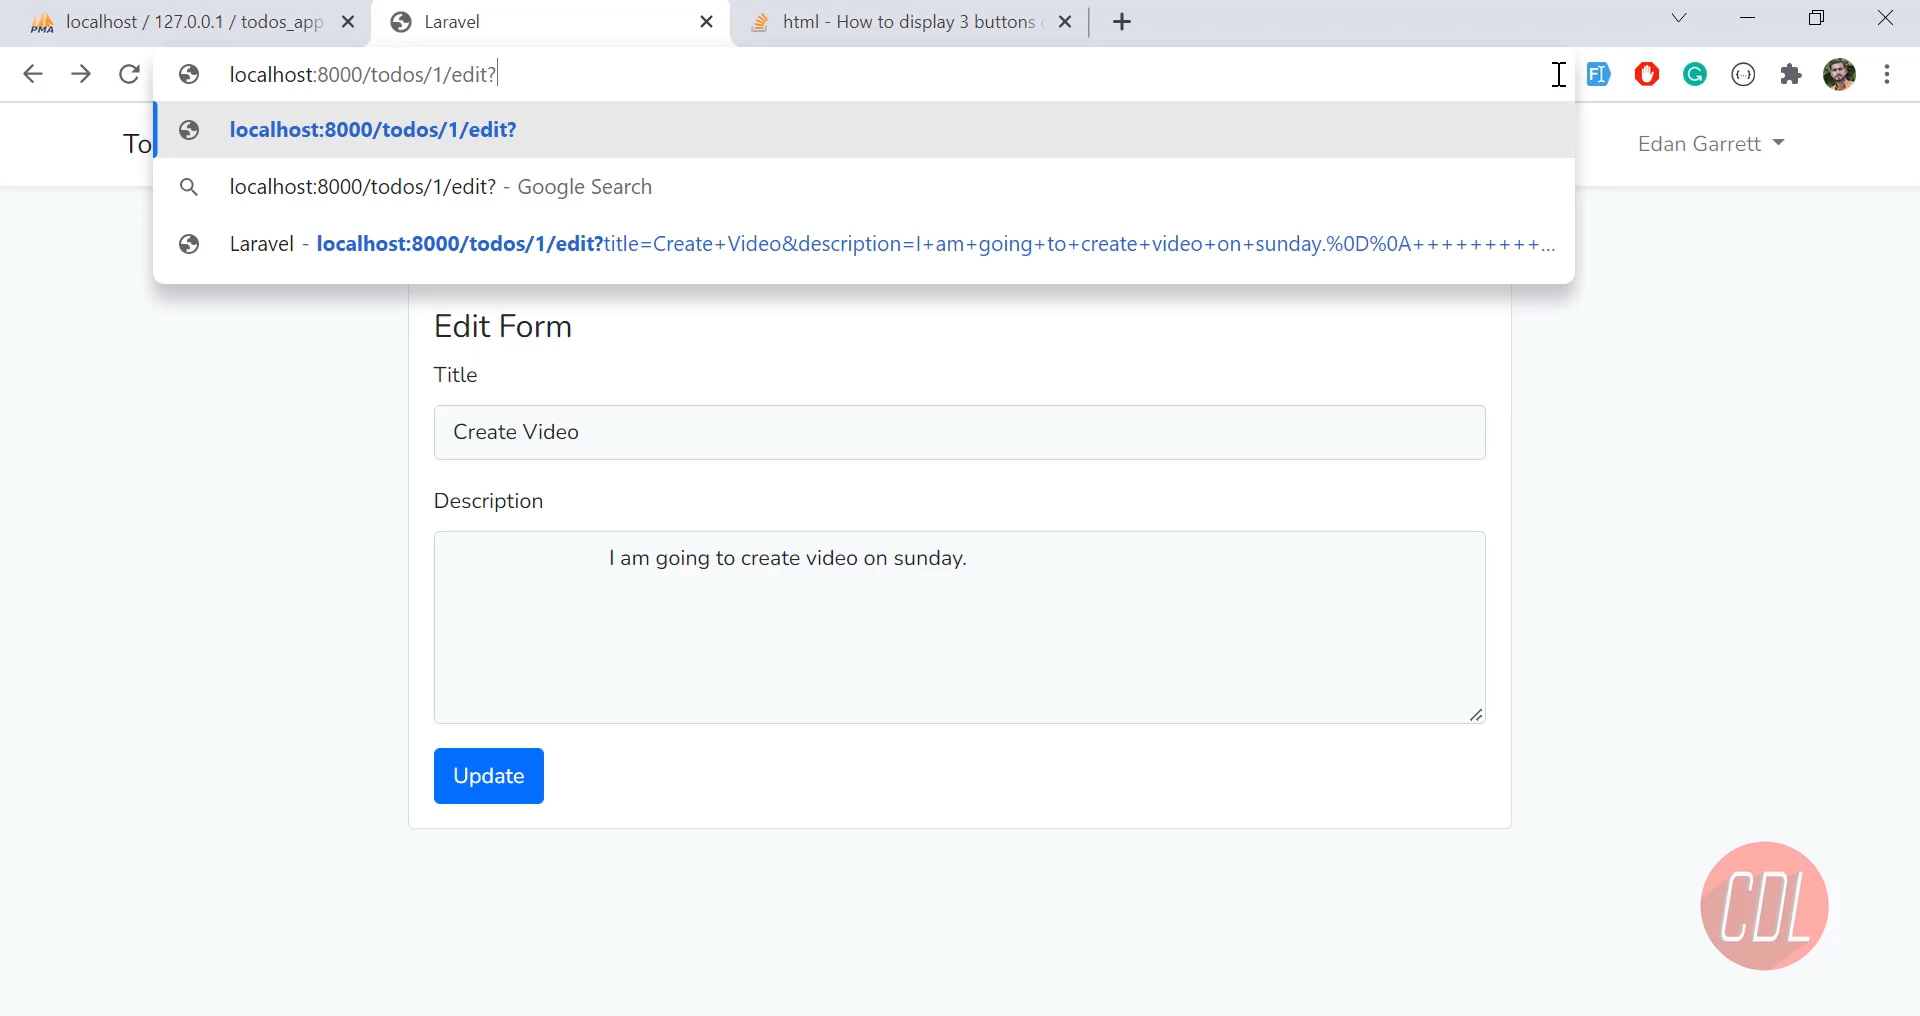 PMA localhost / 127.0.0.1 / todos_app
Laravel
html - How to display 3 buttons
localhost:8000/todos/1/edit?
localhost:8000/todos/1/edit?
localhost:8000/todos/1/edit? - Google Search
Laravel - localhost:8000/todos/1/edit?title=Create+Video&description=I+am+going+to+create+video+on+sunday.%0D%0A+++++++++...
To
Edan Garrett
Edit Form
Title
Create Video
Description
I am going to create video on sunday.
Update
CDL